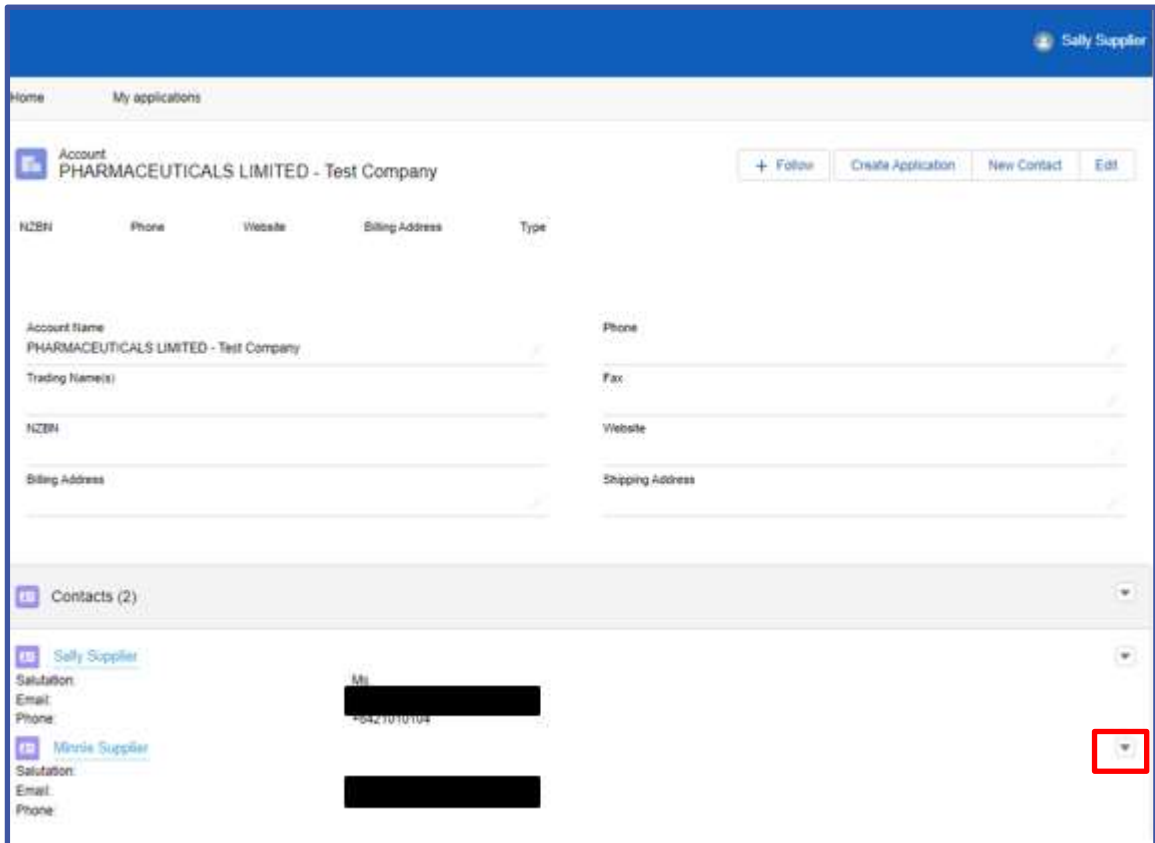 Sally Supplier
Home My applications
Account
PHARMACEUTICALS LIMITED - Test Company
+ Follow Create Application New Contact Edit
NZBN Phone Website Billing Address Type
Account Name
PHARMACEUTICALS LIMITED - Test Company
Phone
Trading Name(s)
Fax
NZBN
Website
Billing Address
Shipping Address
Contacts (2)
Sally Supplier
Salutation: Ms.
Email:
Phone: +6421010104
Minnie Supplier
Salutation:
Email:
Phone: